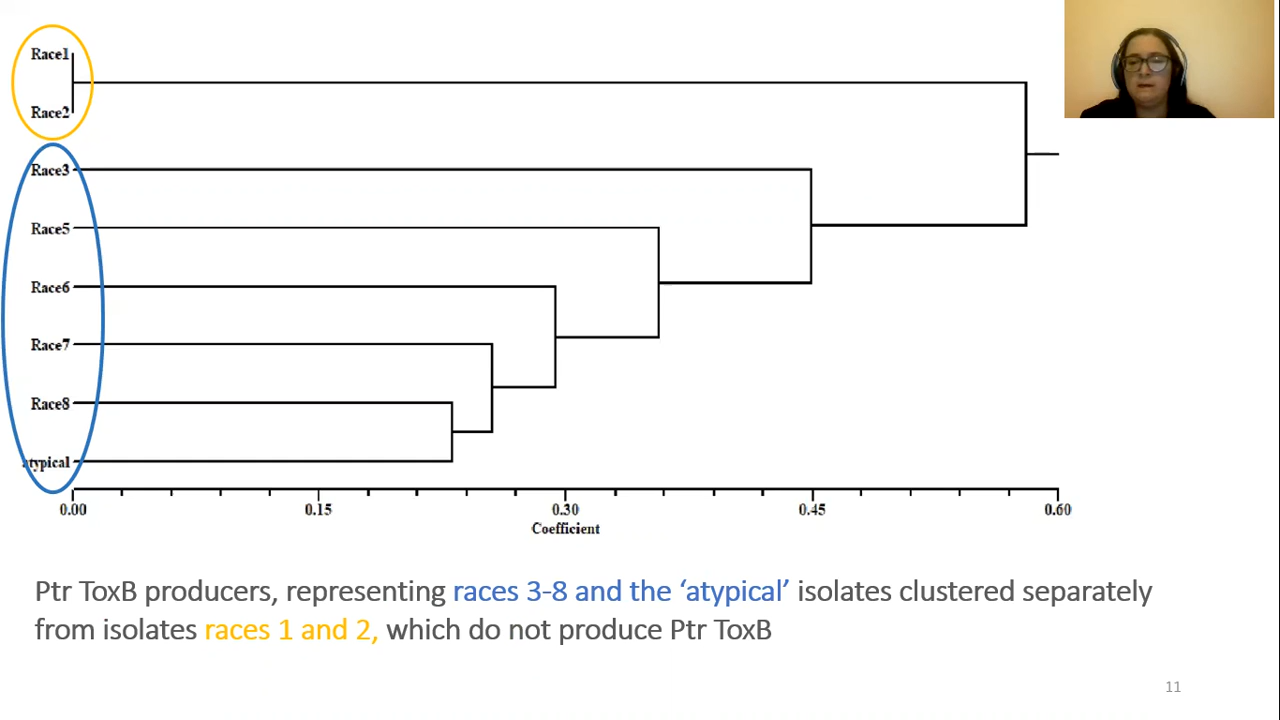 Race1
Race2
Race3
Race5
Race6
Race7
Race8
atypical
0.00 0.15 0.30 0.45 0.60
Coefficient
Ptr ToxB producers, representing races 3-8 and the ‘atypical’ isolates clustered separately
from isolates races 1 and 2, which do not produce Ptr ToxB
11